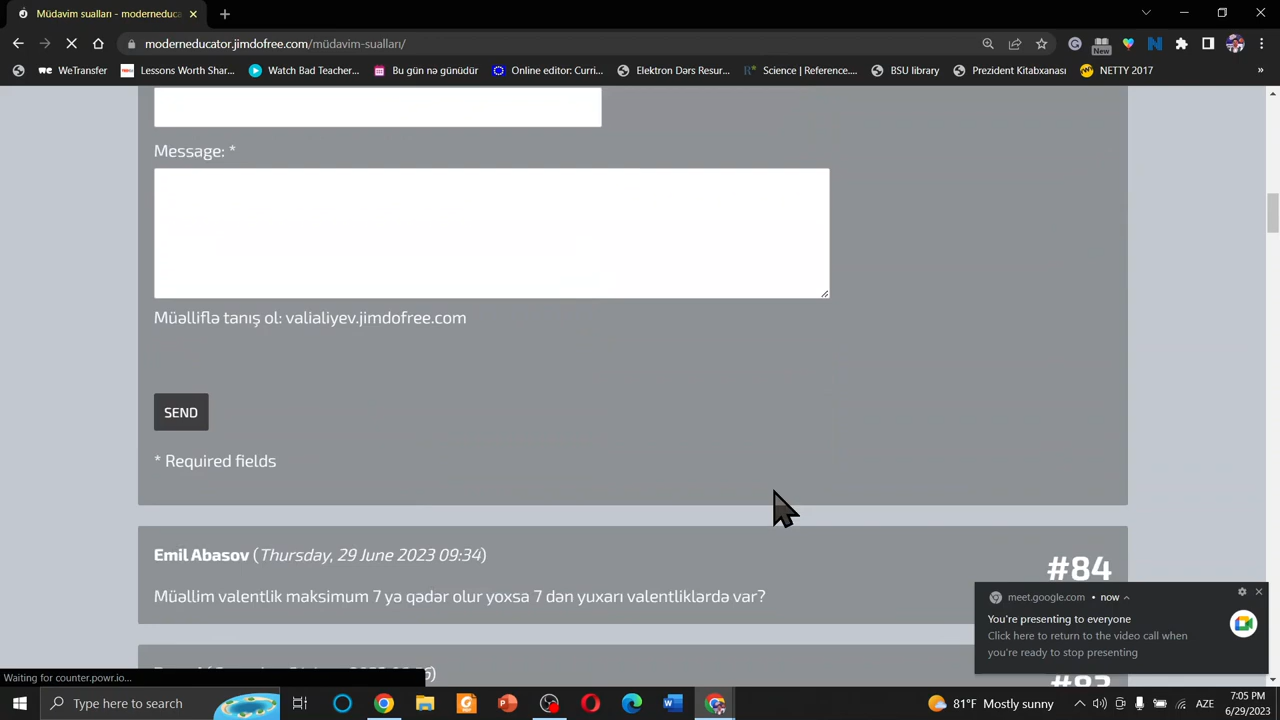 Müdavim sualları - moderneduca
moderneducator.jimdofree.com/müdavim-sualları/
New
WeTransfer
Lessons Worth Shar...
Watch Bad Teacher...
Bu gün nə günüdür
Online editor: Curri...
Elektron Dərs Resur...
Science | Reference....
BSU library
Prezident Kitabxanası
NETTY 2017
»
Message: *
Müəlliflə tanış ol: valialiyev.jimdofree.com
SEND
* Required fields
Emil Abasov (Thursday, 29 June 2023 09:34)
#84
Müəllim valentlik maksimum 7 yə qədər olur yoxsa 7 dən yuxarı valentliklərdə var?
meet.google.com • now
You're presenting to everyone
Click here to return to the video call when
you're ready to stop presenting
Waiting for counter.powr.io...
Type here to search
81°F Mostly sunny
AZE
7:05 PM
6/29/2023